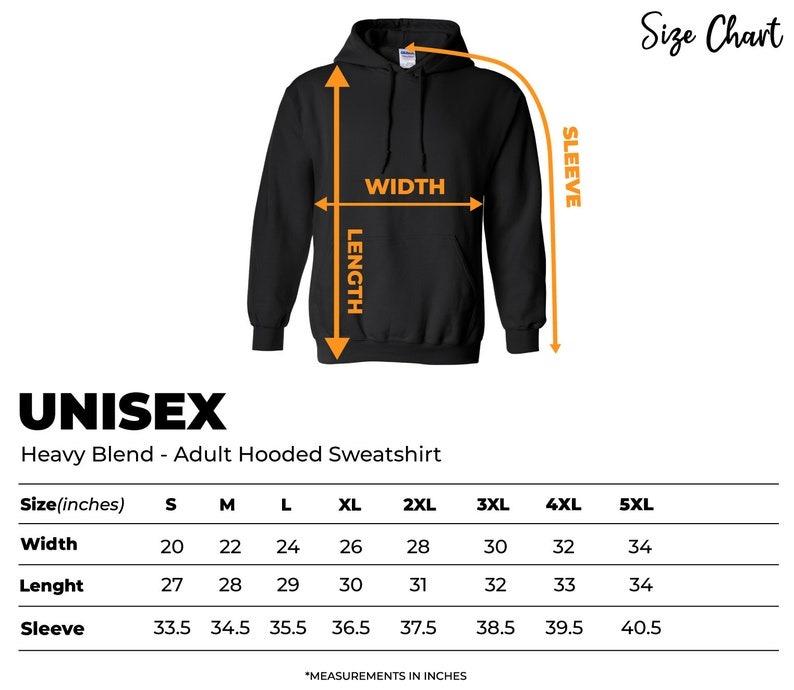 Size Chart
SLEEVE
WIDTH
LENGTH
UNISEX
Heavy Blend - Adult Hooded Sweatshirt
Size(inches) S M L XL 2XL 3XL 4XL 5XL
Width 20 22 24 26 28 30 32 34
Lenght 27 28 29 30 31 32 33 34
Sleeve 33.5 34.5 35.5 36.5 37.5 38.5 39.5 40.5
*MEASUREMENTS IN INCHES